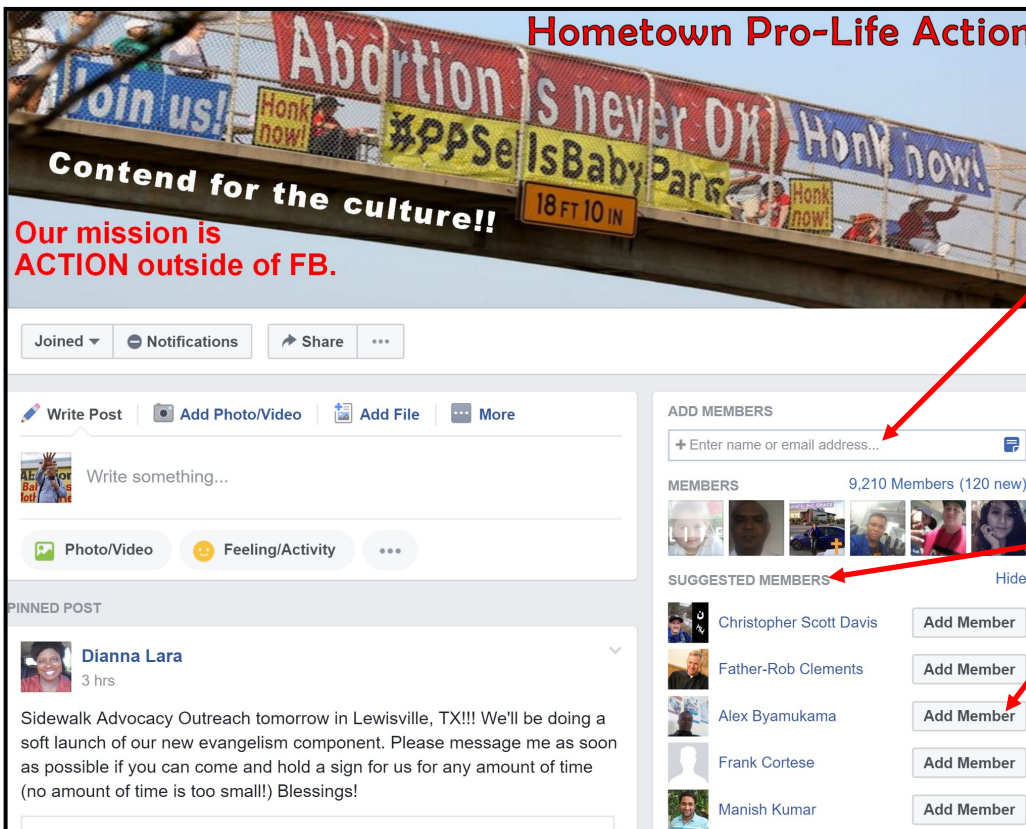 Hometown Pro-Life Action
Abortion is never OK!
Join us!
Honk
now!
#PPSellsBabyParts
Honk now!
Honk
now!
18 FT 10 IN
Contend for the culture!!
Our mission is
ACTION outside of FB.
Joined
Notifications
Share
Write Post
Add Photo/Video
Add File
More
Write something...
Photo/Video
Feeling/Activity
PINNED POST
Dianna Lara
3 hrs
Sidewalk Advocacy Outreach tomorrow in Lewisville, TX!!! We'll be doing a
soft launch of our new evangelism component. Please message me as soon
as possible if you can come and hold a sign for us for any amount of time
(no amount of time is too small!) Blessings!
ADD MEMBERS
+ Enter name or email address...
MEMBERS 9,210 Members (120 new)
SUGGESTED MEMBERS Hide
Christopher Scott Davis Add Member
Father-Rob Clements Add Member
Alex Byamukama Add Member
Frank Cortese Add Member
Manish Kumar Add Member